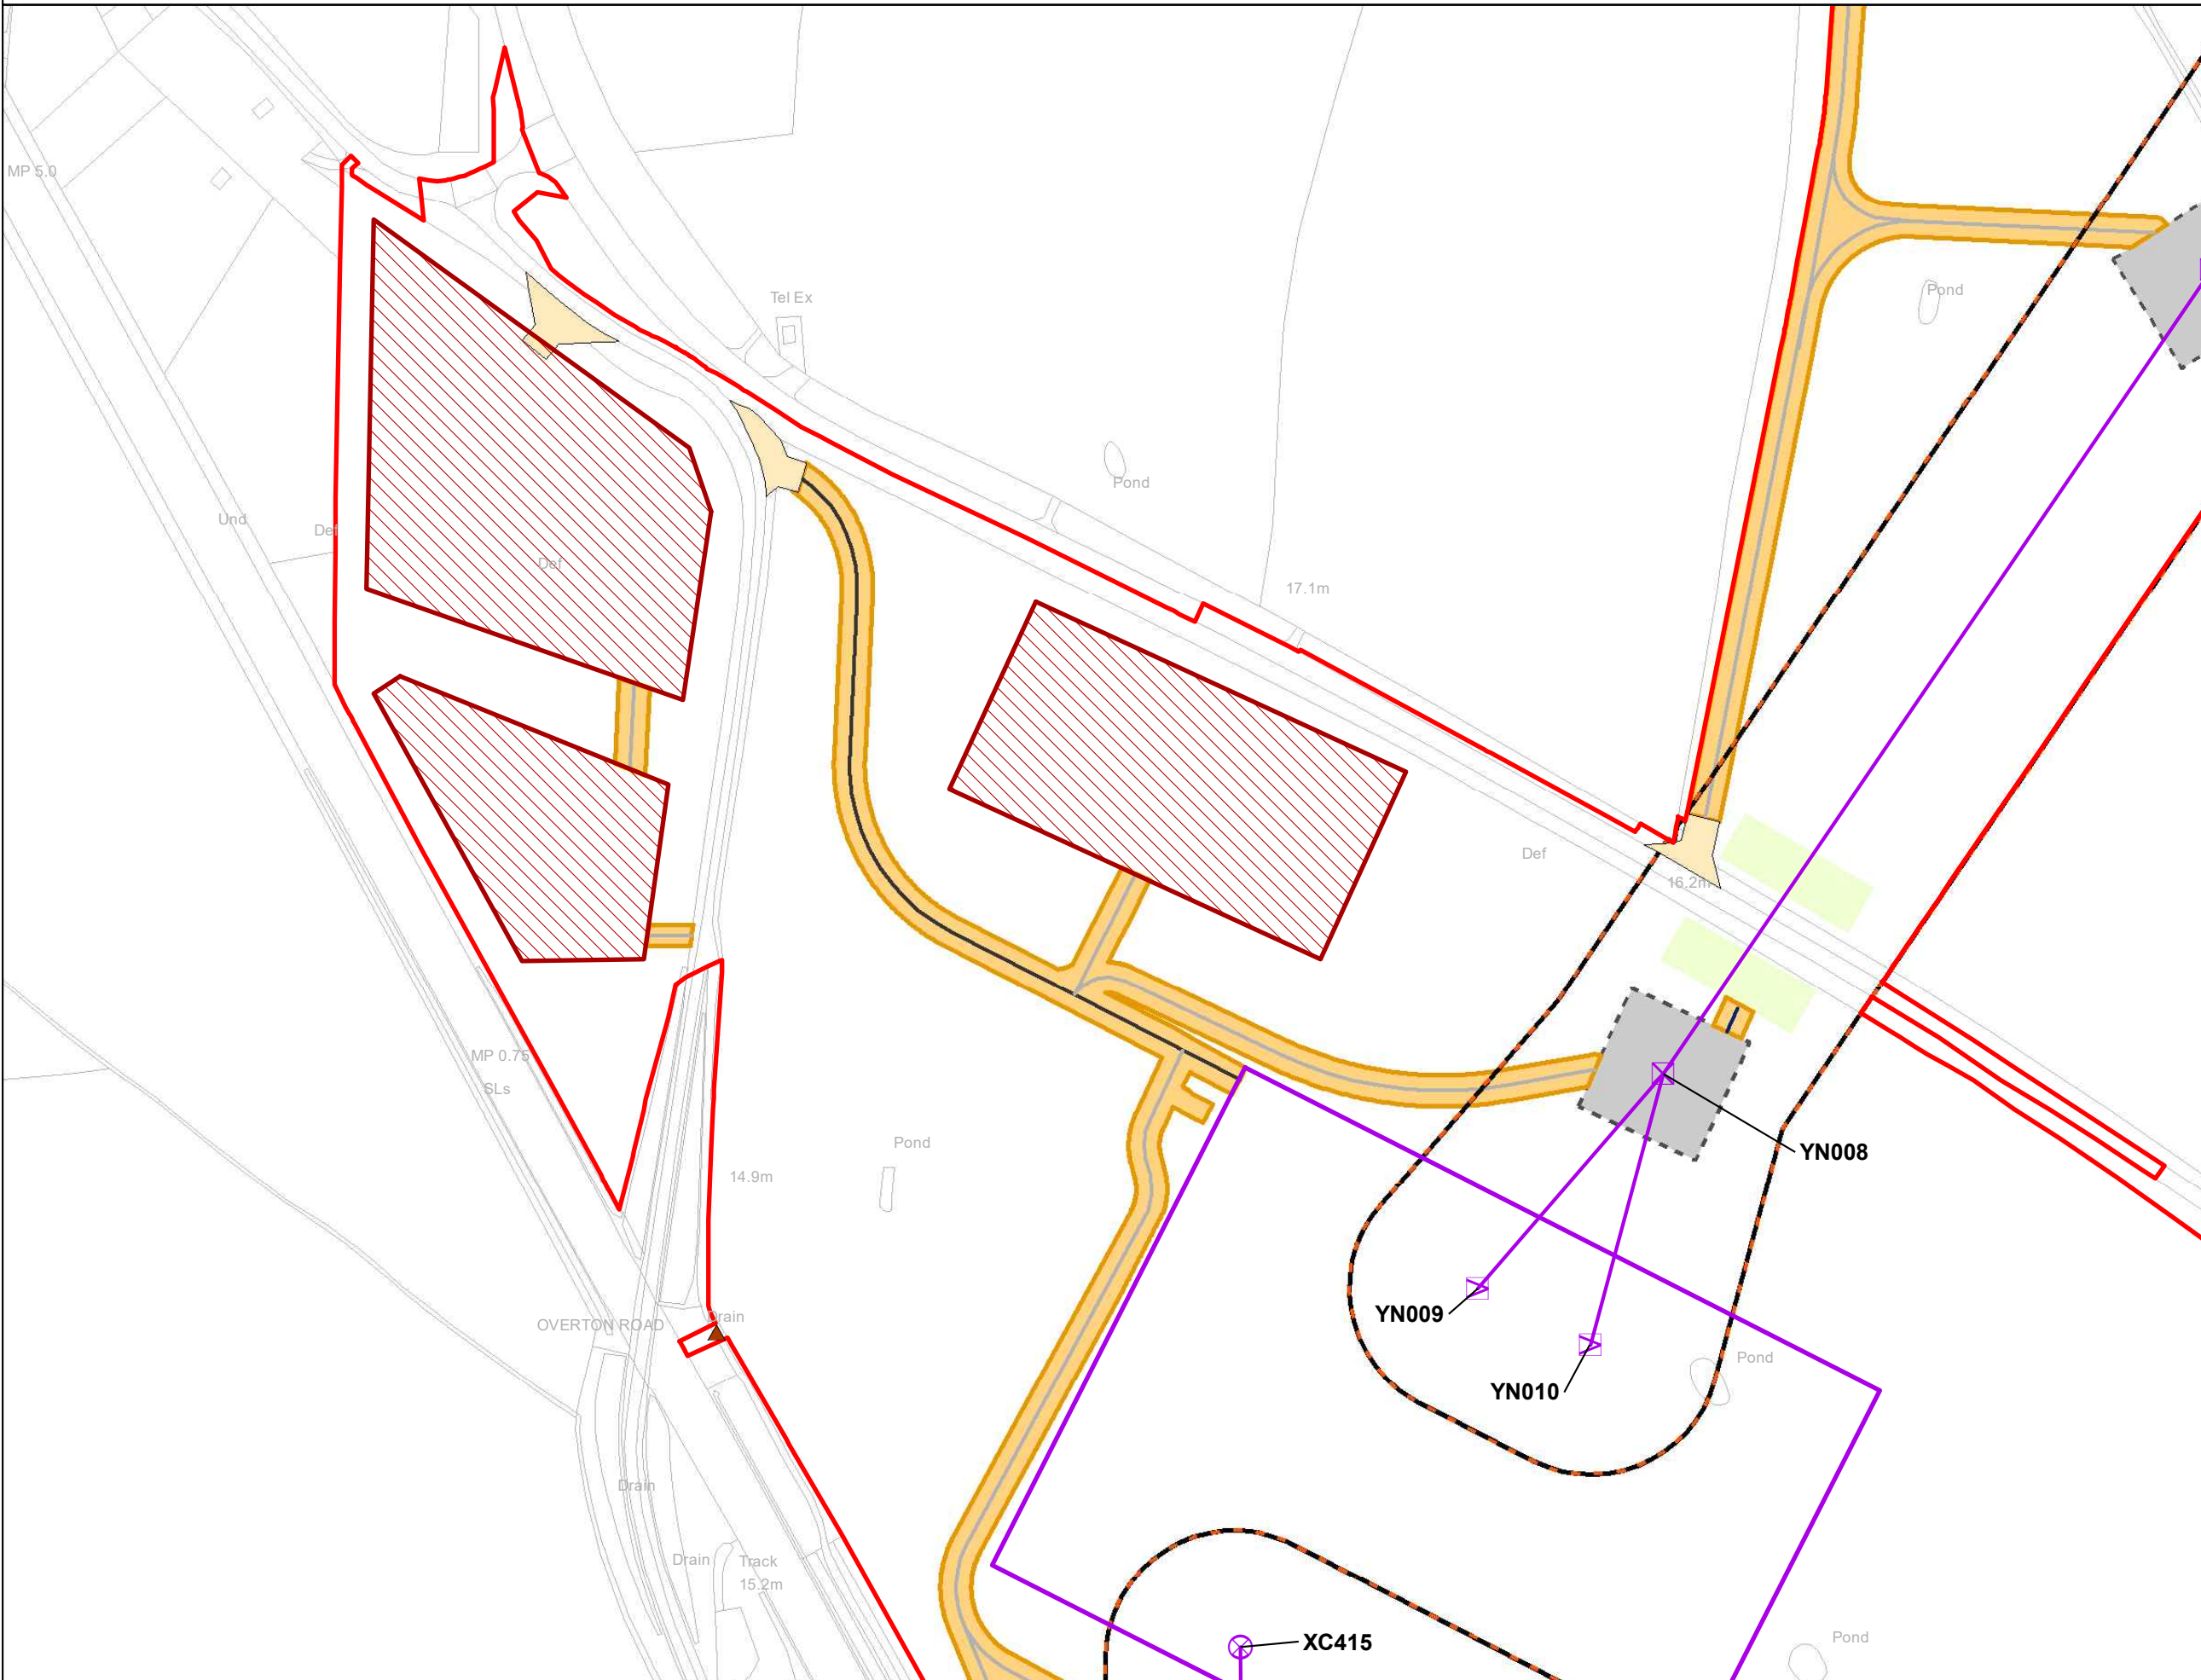 MP 5.0
Pond
Tel Ex
Pond
Und
Def
Def
17.1m
Def
16.2m
MP 0.75
SLs
Pond
YN008
14.9m
YN009
Drain
OVERTON ROAD
Pond
YN010
Drain
Drain
Track
15.2m
XC415
Pond